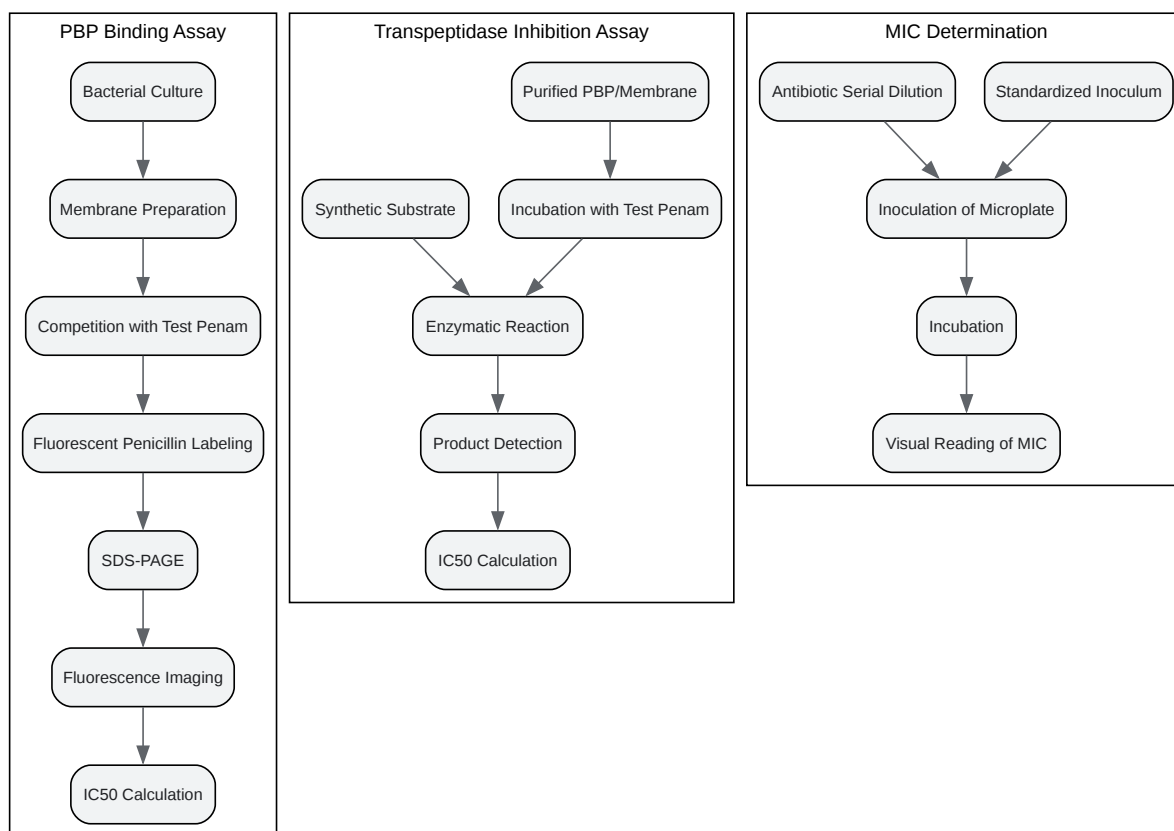 PBP Binding Assay
Bacterial Culture
Membrane Preparation
Competition with Test Penam
Fluorescent Penicillin Labeling
SDS-PAGE
Fluorescence Imaging
IC50 Calculation
Transpeptidase Inhibition Assay
Purified PBP/Membrane
Synthetic Substrate
Incubation with Test Penam
Enzymatic Reaction
Product Detection
IC50 Calculation
MIC Determination
Antibiotic Serial Dilution
Standardized Inoculum
Inoculation of Microplate
Incubation
Visual Reading of MIC